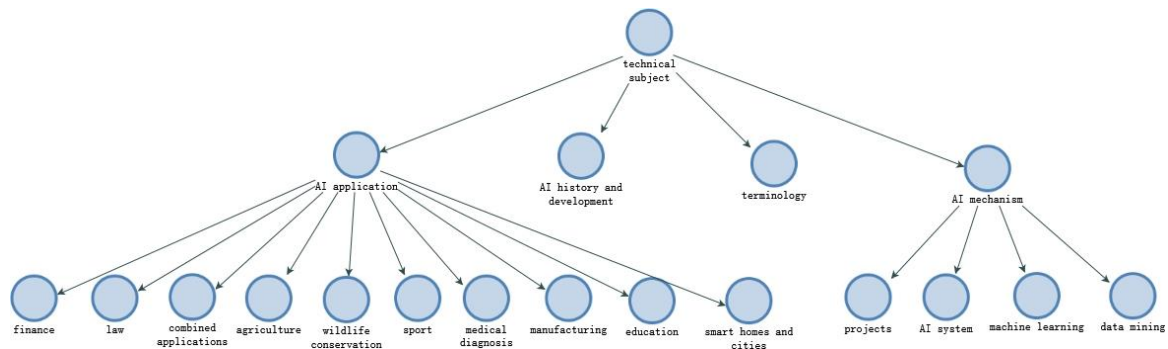 technical
subject
AI application
AI history and
development
terminology
AI mechanism
finance
law
combined
applications
agriculture
wildlife
conservation
sport
medical
diagnosis
manufacturing
education
smart homes and
cities
projects
AI system
machine learning
data mining